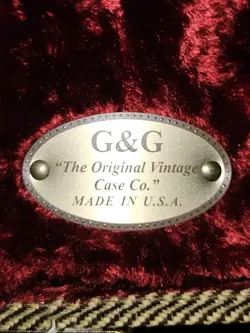 G&G
"The Original Vintage
Case Co."
MADE IN U.S.A.